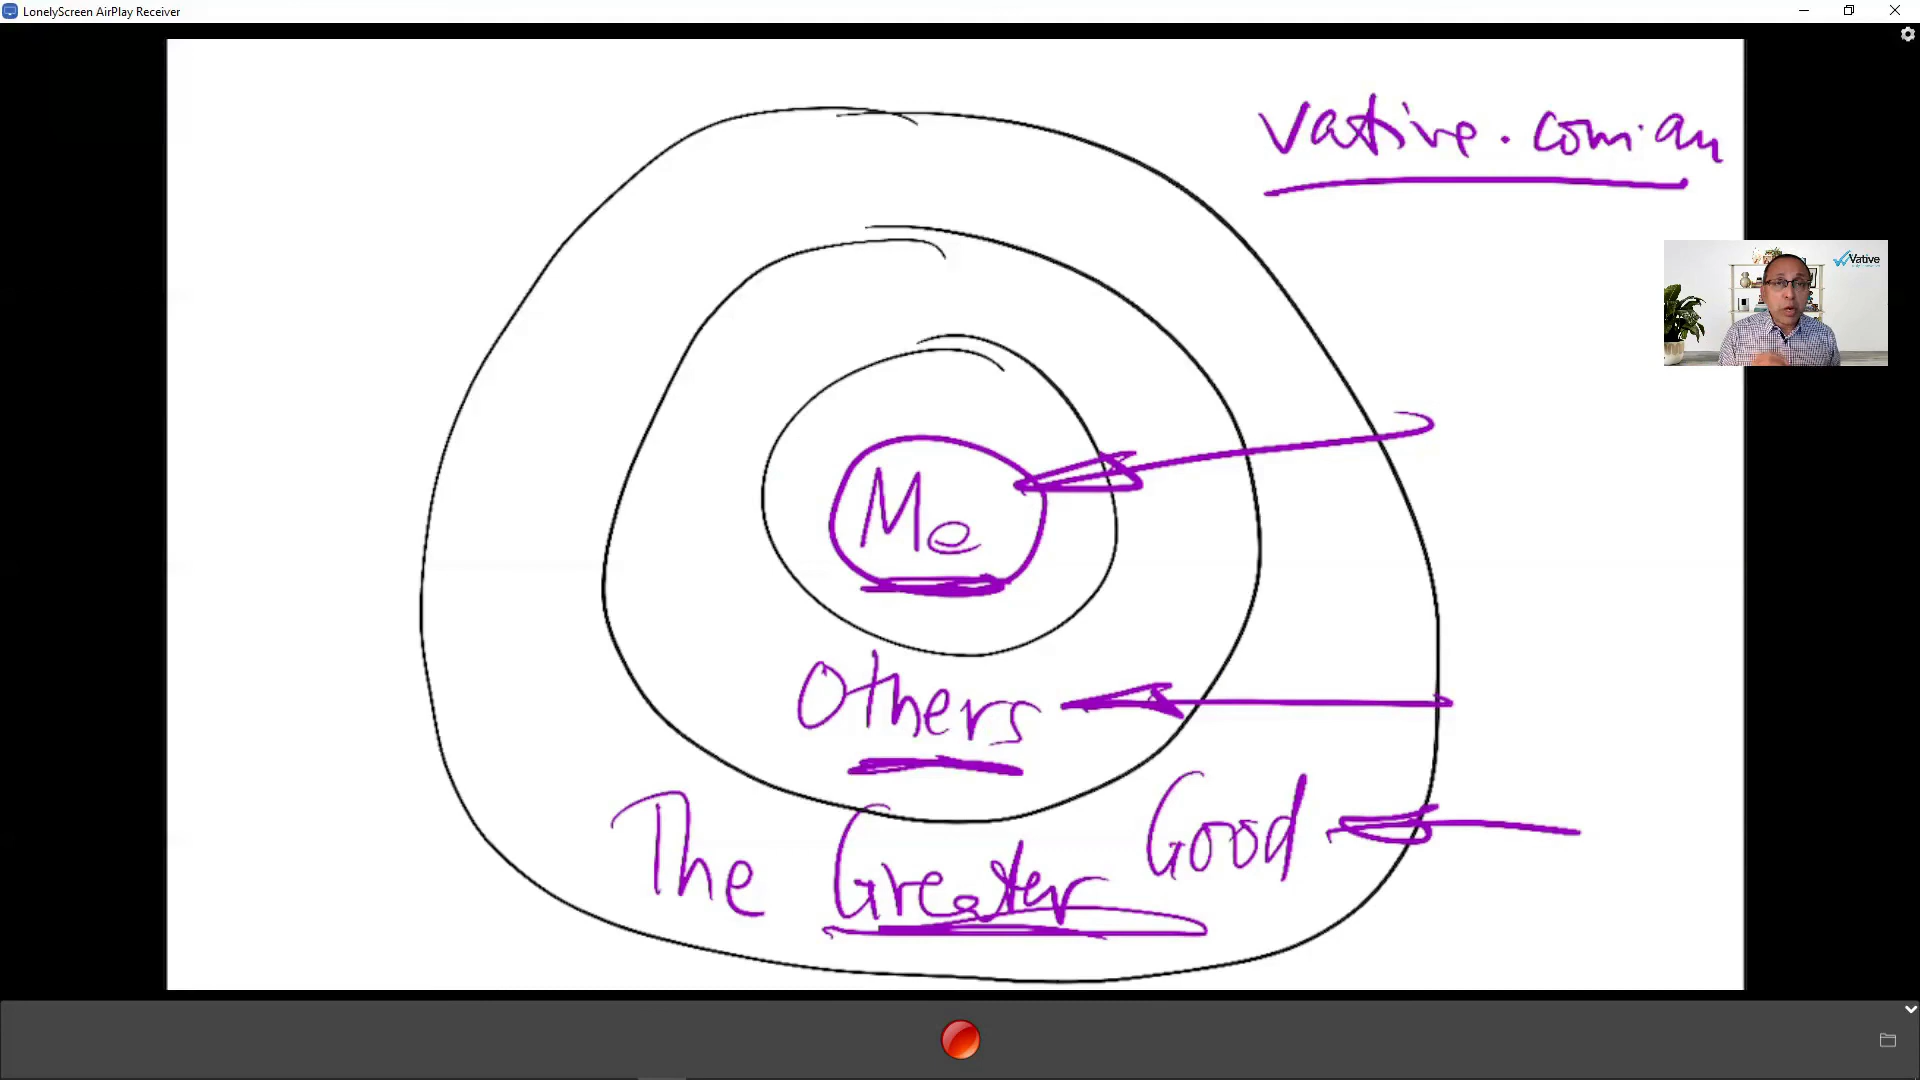 LonelyScreen AirPlay Receiver
vative.com.au
Vative
Me
Others
The Greater Good